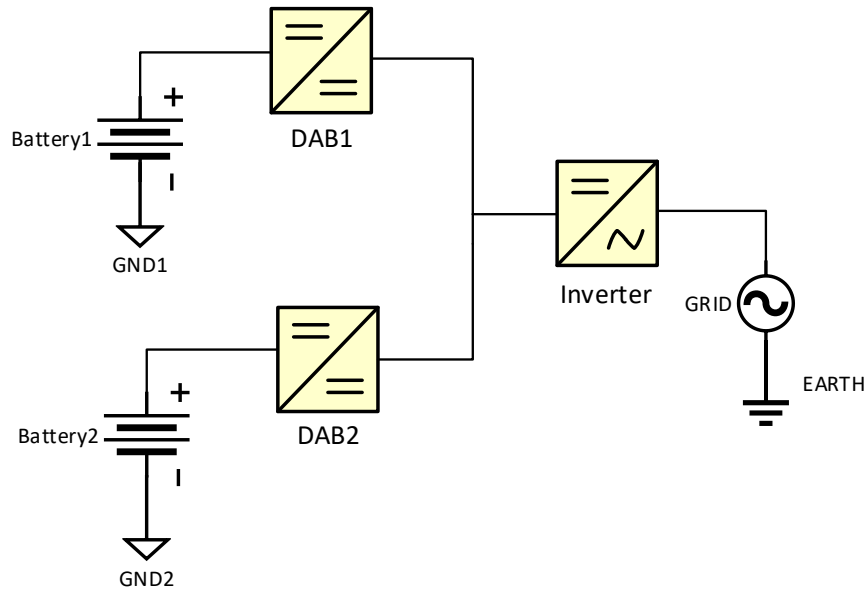 Battery1
+
DAB1
GND1
Inverter
GRID
EARTH
Battery2
+
DAB2
GND2